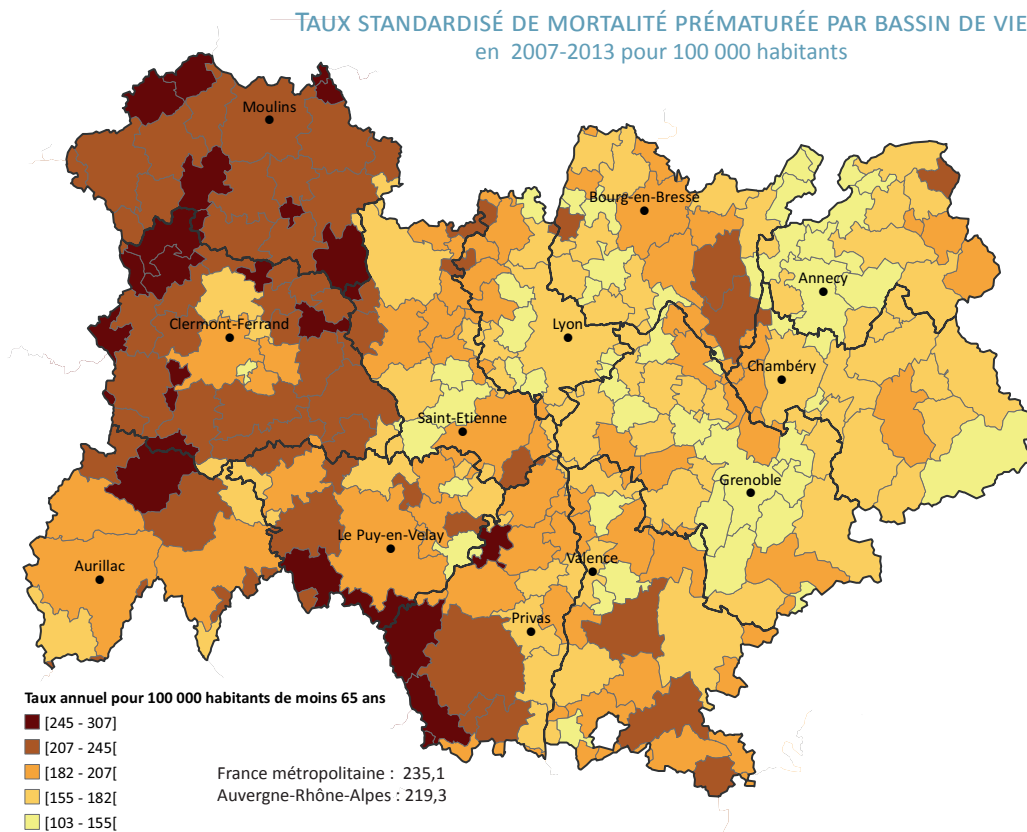 TAUX STANDARDISÉ DE MORTALITÉ PRÉMATURÉE PAR BASSIN DE VIE
en 2007-2013 pour 100 000 habitants
Moulins
Bourg-en-Bresse
Annecy
Clermont-Ferrand
Lyon
Chambéry
Saint-Etienne
Grenoble
Le Puy-en-Velay
Valence
Aurillac
Privas
Taux annuel pour 100 000 habitants de moins 65 ans
[245 - 307]
[207 - 245[
[182 - 207[
[155 - 182[
[103 - 155[
France métropolitaine : 235,1
Auvergne-Rhône-Alpes : 219,3